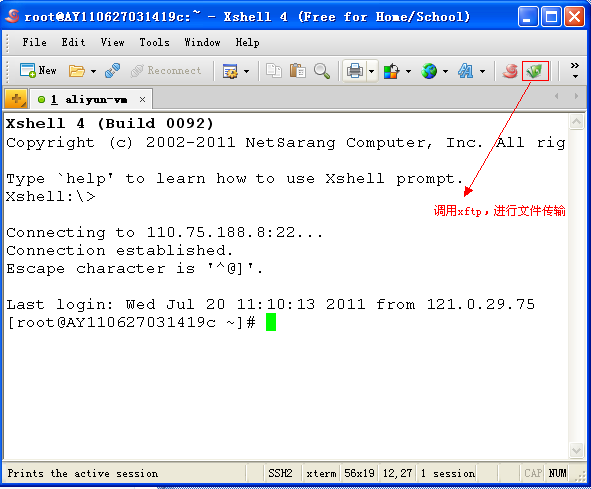 root@AY110627031419c:~ - Xshell 4 (Free for Home/School)
File Edit View Tools Window Help
New Reconnect
1 aliyun-vm
Xshell 4 (Build 0092)
Copyright (c) 2002-2011 NetSarang Computer, Inc. All rig
Type `help' to learn how to use Xshell prompt.
Xshell:\>
调用xftp，进行文件传输
Connecting to 110.75.188.8:22...
Connection established.
Escape character is '^@]'.
Last login: Wed Jul 20 11:10:13 2011 from 121.0.29.75
[root@AY110627031419c ~]#
Prints the active session SSH2 xterm 56x19 12,27 1 session CAP NUM